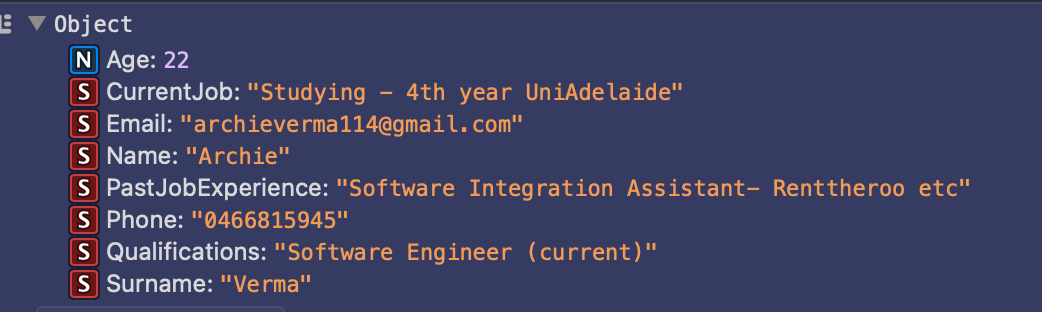 Object
N Age: 22
S CurrentJob: "Studying - 4th year UniAdelaide"
S Email: "archieverma114@gmail.com"
S Name: "Archie"
S PastJobExperience: "Software Integration Assistant- Renttheroo etc"
S Phone: "0466815945"
S Qualifications: "Software Engineer (current)"
S Surname: "Verma"